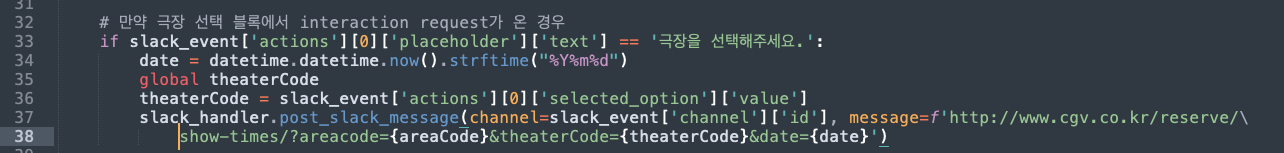 31
32 # 만약 극장 선택 블록에서 interaction request가 온 경우
33 if slack_event['actions'][0]['placeholder']['text'] == '극장을 선택해주세요.':
34 date = datetime.datetime.now().strftime("%Y%m%d")
35 global theaterCode
36 theaterCode = slack_event['actions'][0]['selected_option']['value']
37 slack_handler.post_slack_message(channel=slack_event['channel']['id'], message=f'http://www.cgv.co.kr/reserve/\
38 show-times/?areacode={areaCode}&theaterCode={theaterCode}&date={date}')